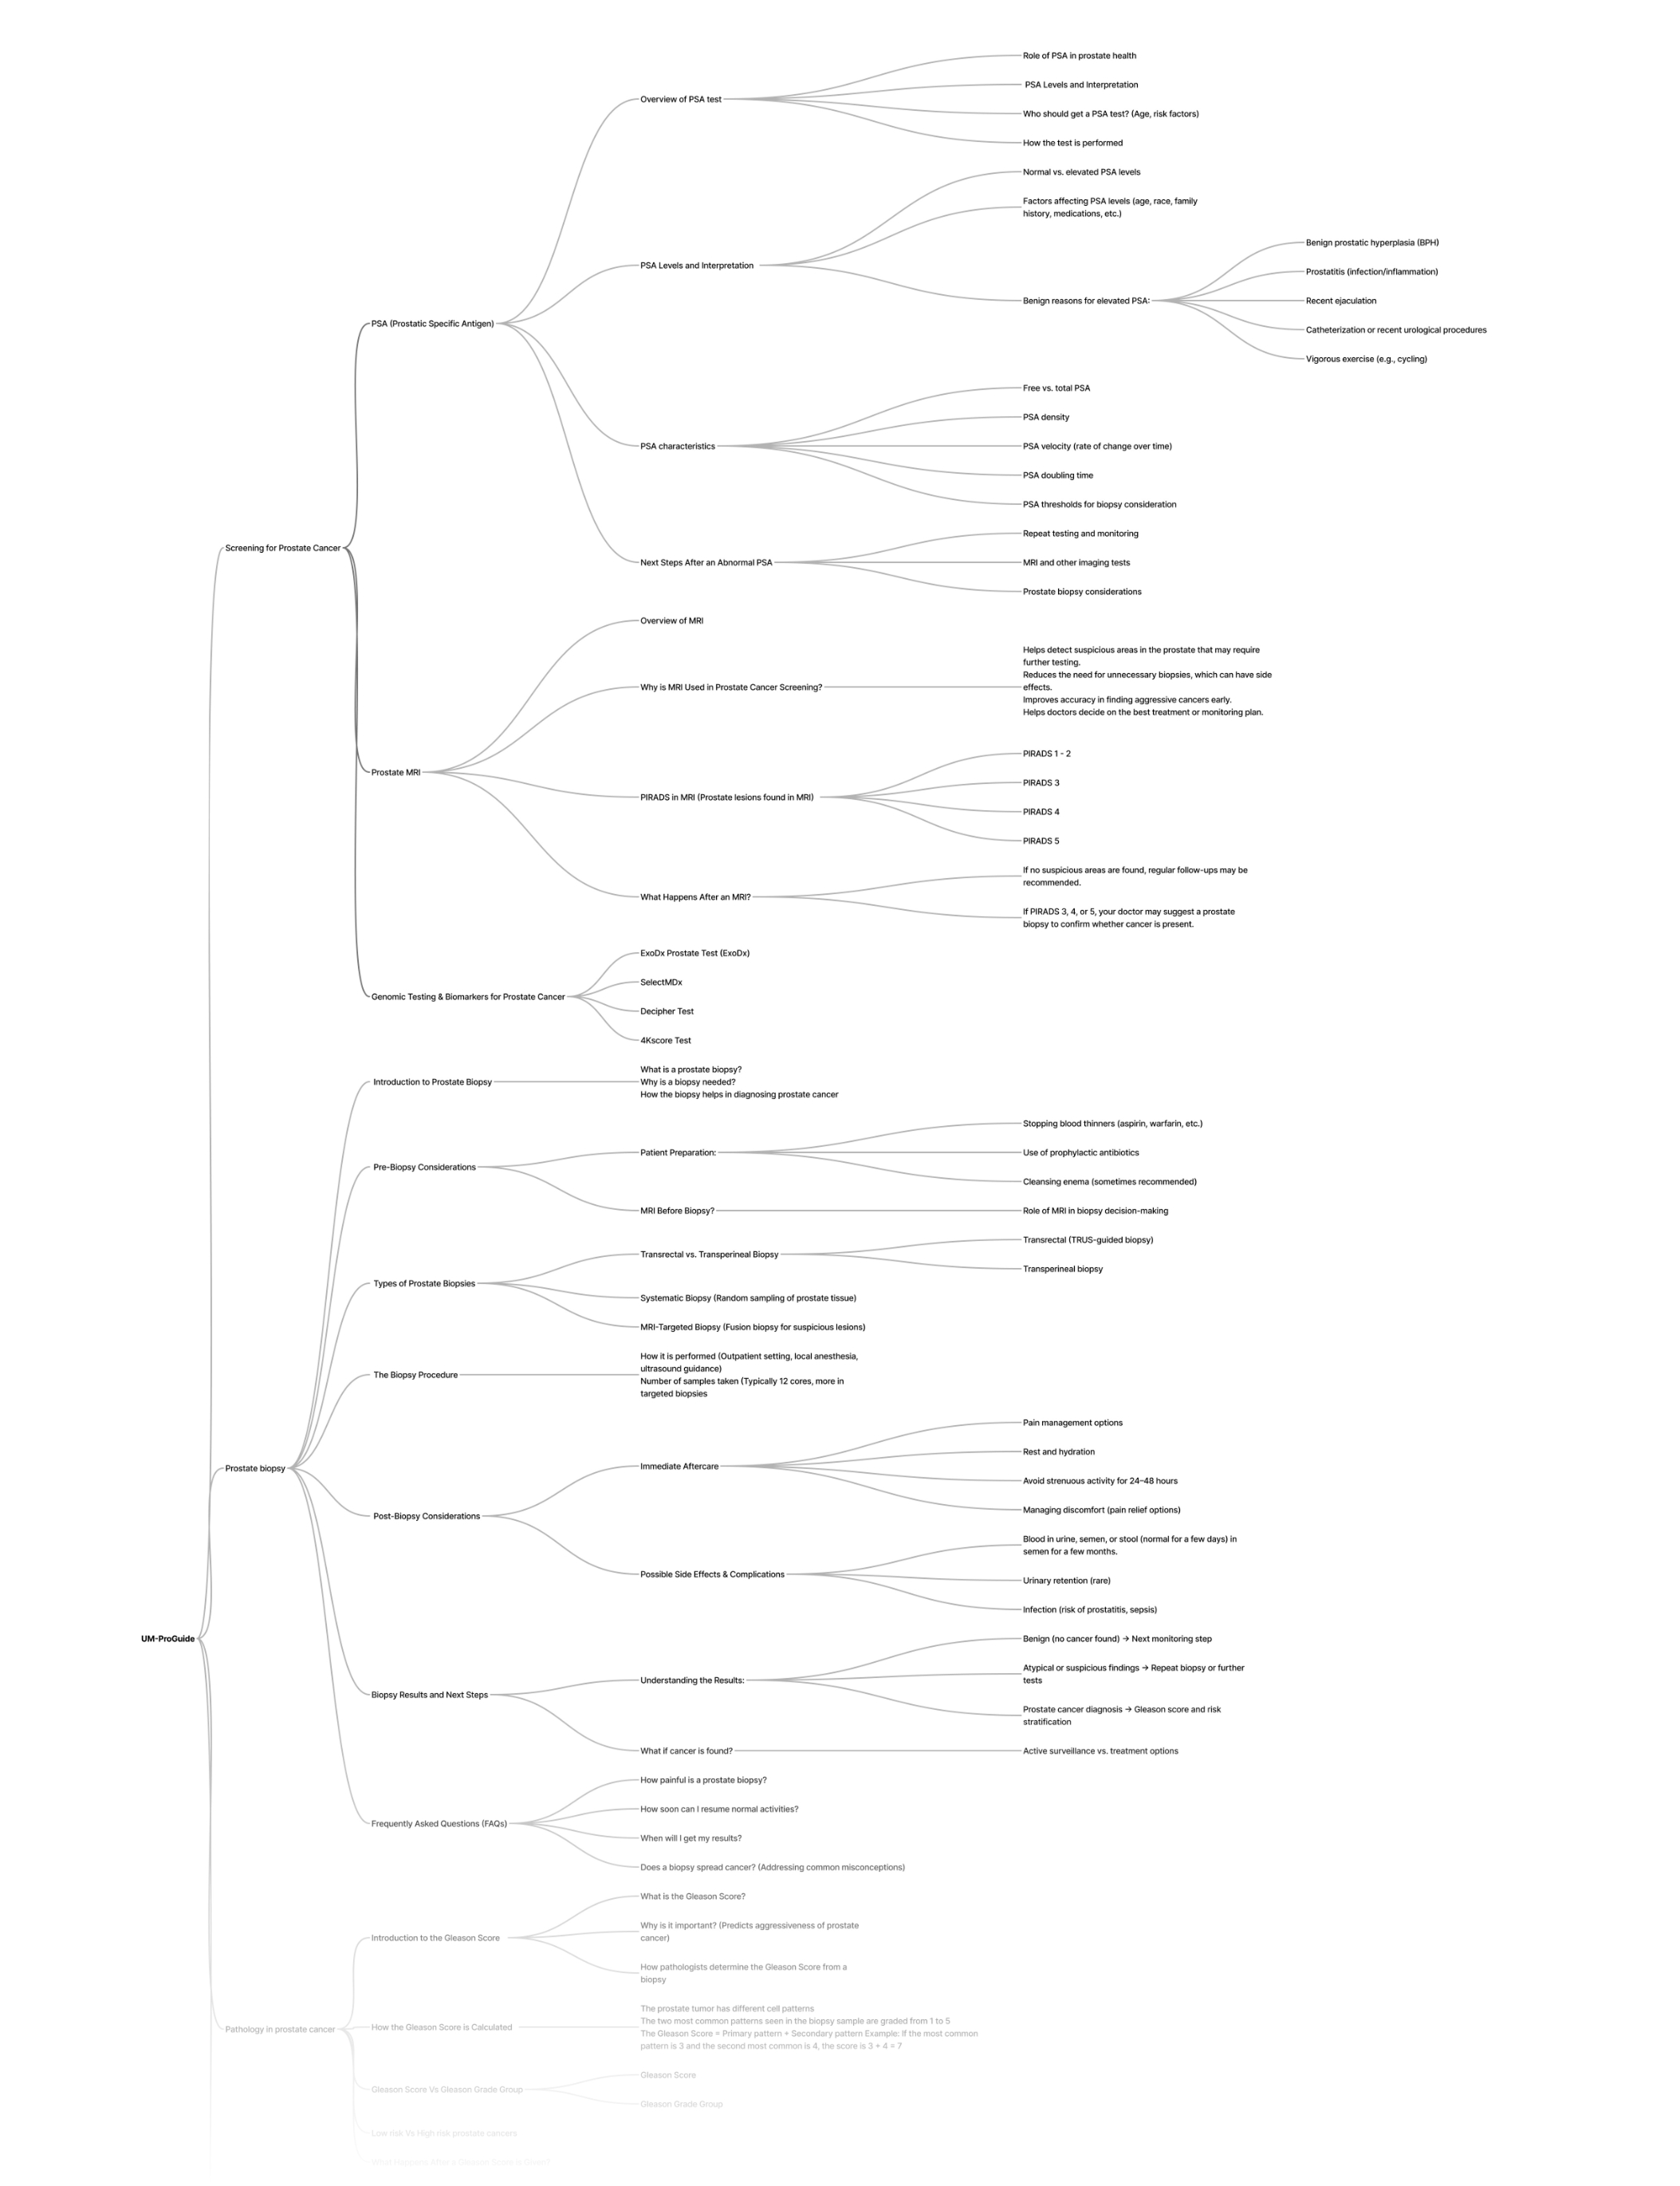 UM-ProGuide
Screening for Prostate Cancer
PSA (Prostatic Specific Antigen)
Overview of PSA test
Role of PSA in prostate health
PSA Levels and Interpretation
Who should get a PSA test? (Age, risk factors)
How the test is performed
PSA Levels and Interpretation
Normal vs. elevated PSA levels
Factors affecting PSA levels (age, race, family
history, medications, etc.)
Benign reasons for elevated PSA:
Benign prostatic hyperplasia (BPH)
Prostatitis (infection/inflammation)
Recent ejaculation
Catheterization or recent urological procedures
Vigorous exercise (e.g., cycling)
PSA characteristics
Free vs. total PSA
PSA density
PSA velocity (rate of change over time)
PSA doubling time
PSA thresholds for biopsy consideration
Next Steps After an Abnormal PSA
Repeat testing and monitoring
MRI and other imaging tests
Prostate biopsy considerations
Prostate MRI
Overview of MRI
Why is MRI Used in Prostate Cancer Screening?
Helps detect suspicious areas in the prostate that may require
further testing.
Reduces the need for unnecessary biopsies, which can have side
effects.
Improves accuracy in finding aggressive cancers early.
Helps doctors decide on the best treatment or monitoring plan.
PIRADS in MRI (Prostate lesions found in MRI)
PIRADS 1 - 2
PIRADS 3
PIRADS 4
PIRADS 5
What Happens After an MRI?
If no suspicious areas are found, regular follow-ups may be
recommended.
If PIRADS 3, 4, or 5, your doctor may suggest a prostate
biopsy to confirm whether cancer is present.
Genomic Testing & Biomarkers for Prostate Cancer
ExoDx Prostate Test (ExoDx)
SelectMDx
Decipher Test
4Kscore Test
Prostate biopsy
Introduction to Prostate Biopsy
What is a prostate biopsy?
Why is a biopsy needed?
How the biopsy helps in diagnosing prostate cancer
Pre-Biopsy Considerations
Patient Preparation:
Stopping blood thinners (aspirin, warfarin, etc.)
Use of prophylactic antibiotics
Cleansing enema (sometimes recommended)
MRI Before Biopsy?
Role of MRI in biopsy decision-making
Types of Prostate Biopsies
Transrectal vs. Transperineal Biopsy
Transrectal (TRUS-guided biopsy)
Transperineal biopsy
Systematic Biopsy (Random sampling of prostate tissue)
MRI-Targeted Biopsy (Fusion biopsy for suspicious lesions)
The Biopsy Procedure
How it is performed (Outpatient setting, local anesthesia,
ultrasound guidance)
Number of samples taken (Typically 12 cores, more in
targeted biopsies
Post-Biopsy Considerations
Immediate Aftercare
Pain management options
Rest and hydration
Avoid strenuous activity for 24–48 hours
Managing discomfort (pain relief options)
Possible Side Effects & Complications
Blood in urine, semen, or stool (normal for a few days) in
semen for a few months.
Urinary retention (rare)
Infection (risk of prostatitis, sepsis)
Biopsy Results and Next Steps
Understanding the Results:
Benign (no cancer found) → Next monitoring step
Atypical or suspicious findings → Repeat biopsy or further
tests
Prostate cancer diagnosis → Gleason score and risk
stratification
What if cancer is found?
Active surveillance vs. treatment options
Frequently Asked Questions (FAQs)
How painful is a prostate biopsy?
How soon can I resume normal activities?
When will I get my results?
Does a biopsy spread cancer? (Addressing common misconceptions)
Pathology in prostate cancer
Introduction to the Gleason Score
What is the Gleason Score?
Why is it important? (Predicts aggressiveness of prostate
cancer)
How pathologists determine the Gleason Score from a
biopsy
How the Gleason Score is Calculated
The prostate tumor has different cell patterns
The two most common patterns seen in the biopsy sample are graded from 1 to 5
The Gleason Score = Primary pattern + Secondary pattern Example: If the most common
pattern is 3 and the second most common is 4, the score is 3 + 4 = 7
Gleason Score Vs Gleason Grade Group
Gleason Score
Gleason Grade Group
Low risk Vs High risk prostate cancers
What Happens After a Gleason Score is Given?